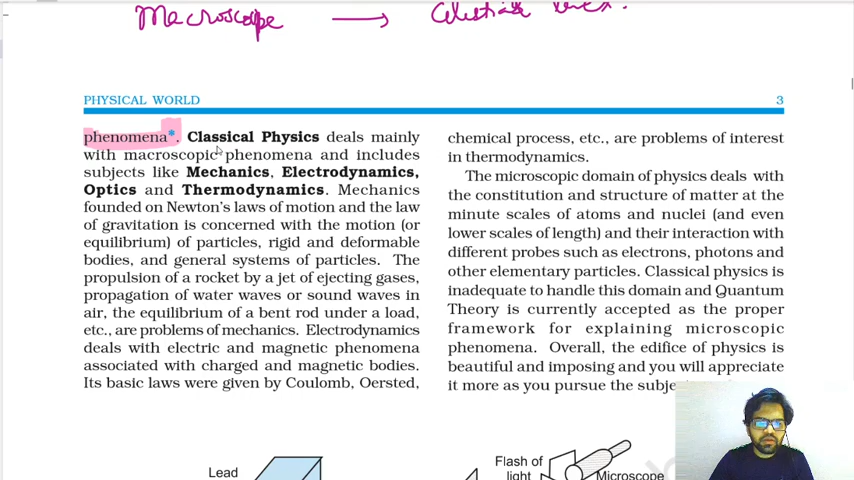 Macroscope → Celestial
PHYSICAL WORLD
3
phenomena*. Classical Physics deals mainly
with macroscopic phenomena and includes
subjects like Mechanics, Electrodynamics,
Optics and Thermodynamics. Mechanics
founded on Newton's laws of motion and the law
of gravitation is concerned with the motion (or
equilibrium) of particles, rigid and deformable
bodies, and general systems of particles. The
propulsion of a rocket by a jet of ejecting gases,
propagation of water waves or sound waves in
air, the equilibrium of a bent rod under a load,
etc., are problems of mechanics. Electrodynamics
deals with electric and magnetic phenomena
associated with charged and magnetic bodies.
Its basic laws were given by Coulomb, Oersted,
chemical process, etc., are problems of interest
in thermodynamics.
The microscopic domain of physics deals with
the constitution and structure of matter at the
minute scales of atoms and nuclei (and even
lower scales of length) and their interaction with
different probes such as electrons, photons and
other elementary particles. Classical physics is
inadequate to handle this domain and Quantum
Theory is currently accepted as the proper
framework for explaining microscopic
phenomena. Overall, the edifice of physics is
beautiful and imposing and you will appreciate
it more as you pursue the
Lead
Flash of
light
Microscope